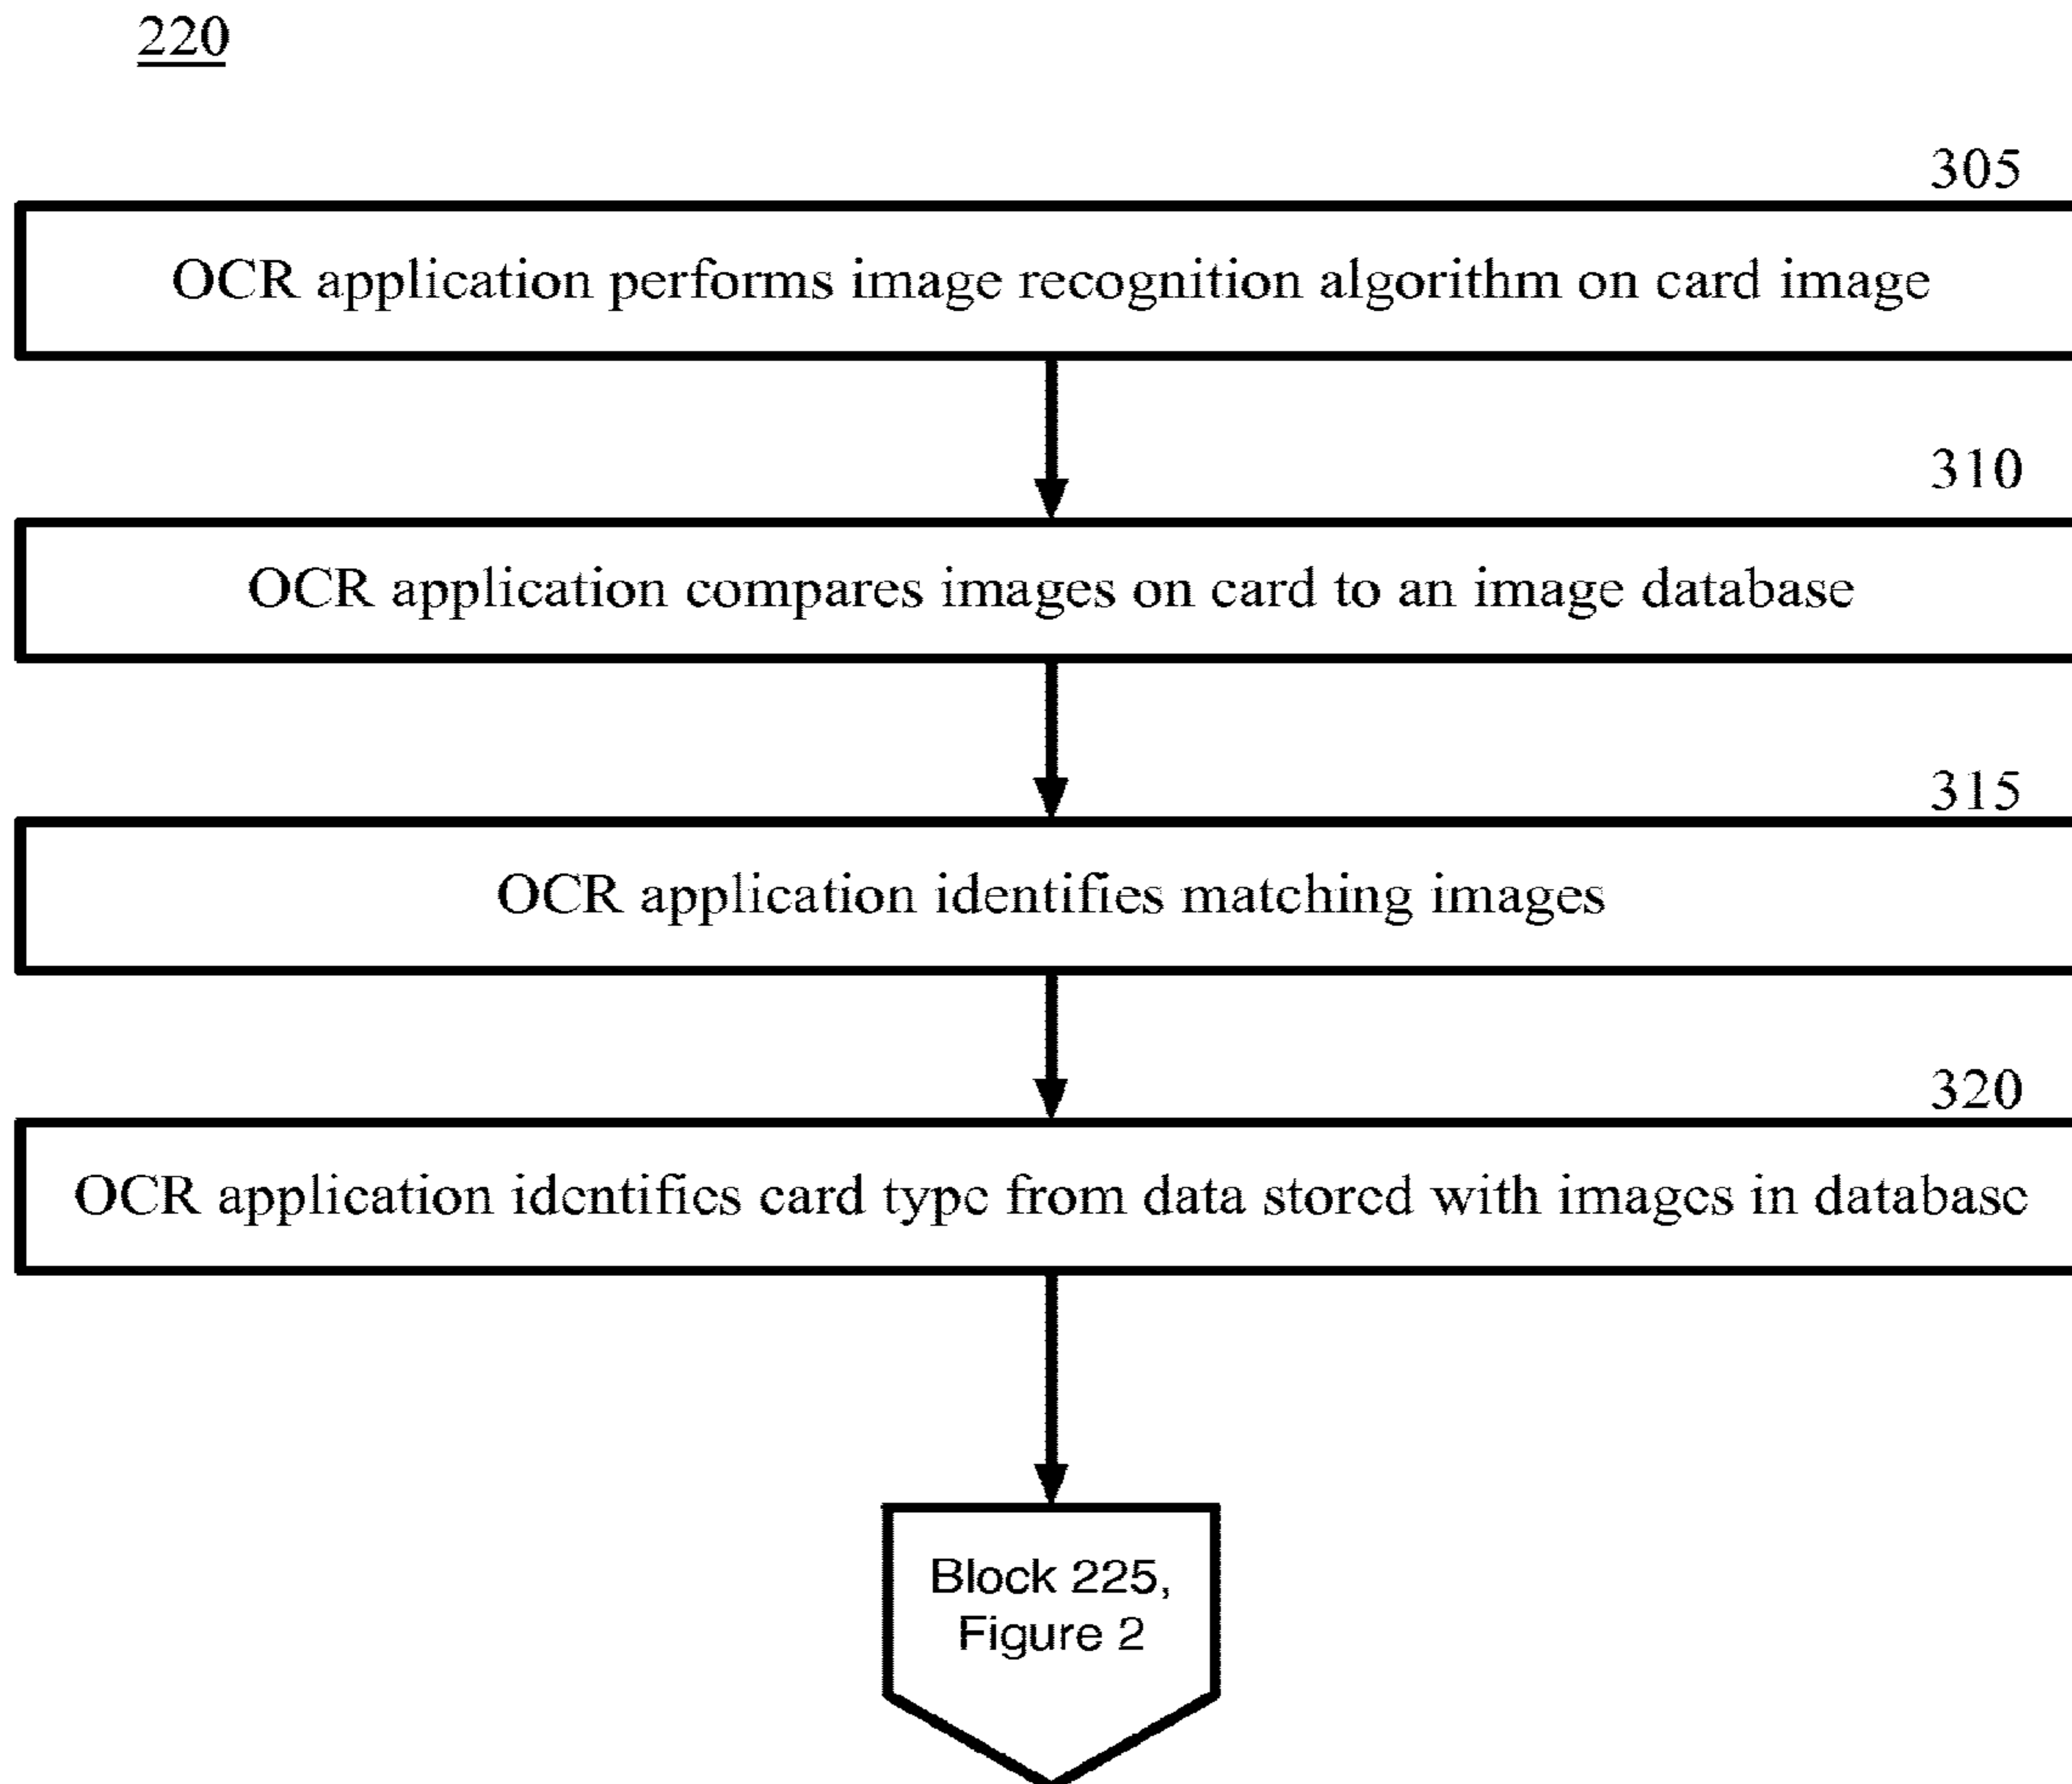 220
305
OCR application performs image recognition algorithm on card image
310
OCR application compares images on card to an image database
315
OCR application identifies matching images
320
OCR application identifies card type from data stored with images in database
Block 225,
Figure 2